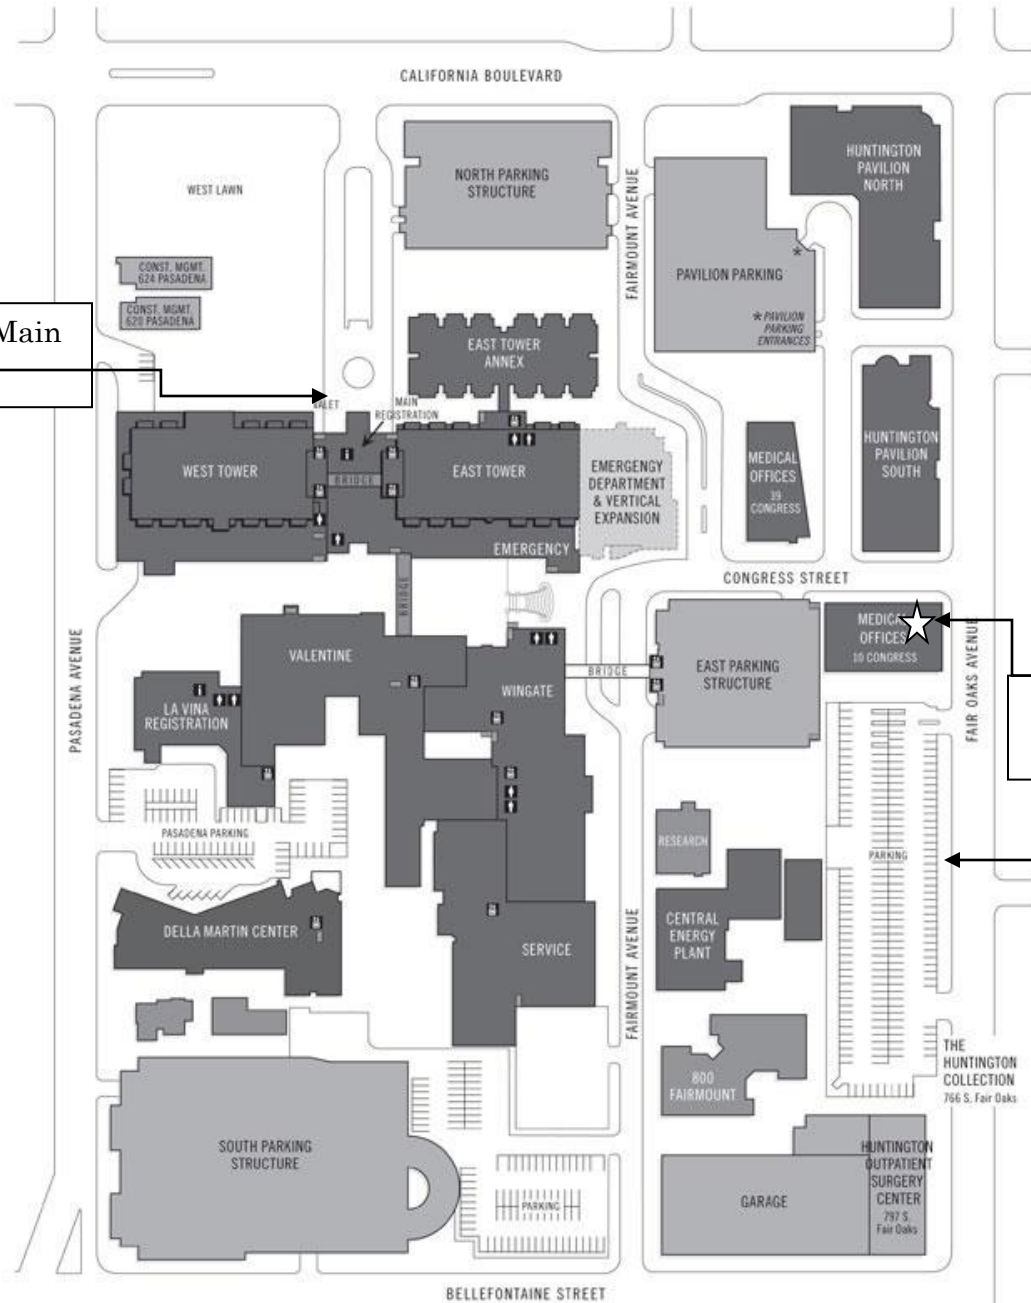 CALIFORNIA BOULEVARD
WEST LAWN
NORTH PARKING
STRUCTURE
FAIRMOUNT AVENUE
HUNTINGTON
PAVILION
NORTH
CONST. MGMT.
624 PASADENA
CONST. MGMT.
620 PASADENA
PAVILION PARKING
*
* PAVILION
PARKING
ENTRANCES
Main
EAST TOWER
ANNEX
MAIN
REGISTRATION
WEST TOWER
BRIDGE
EAST TOWER
EMERGENCY
DEPARTMENT
& VERTICAL
EXPANSION
MEDICAL
OFFICES
39
CONGRESS
HUNTINGTON
PAVILION
SOUTH
EMERGENCY
BRIDGE
CONGRESS STREET
PASADENA AVENUE
VALENTINE
LA VINA
REGISTRATION
WINGATE
BRIDGE
EAST PARKING
STRUCTURE
OFFICES
10 CONGRESS
FAIR OAKS AVENUE
PASADENA PARKING
RESEARCH
PARKING
DELLA MARTIN CENTER
SERVICE
CENTRAL
ENERGY
PLANT
FAIRMOUNT AVENUE
800
FAIRMOUNT
THE
HUNTINGTON
COLLECTION
766 S. Fair Oaks
SOUTH PARKING
STRUCTURE
PARKING
GARAGE
HUNTINGTON
OUTPATIENT
SURGERY
CENTER
797 S.
Fair Oaks
BELLEFONTAINE STREET